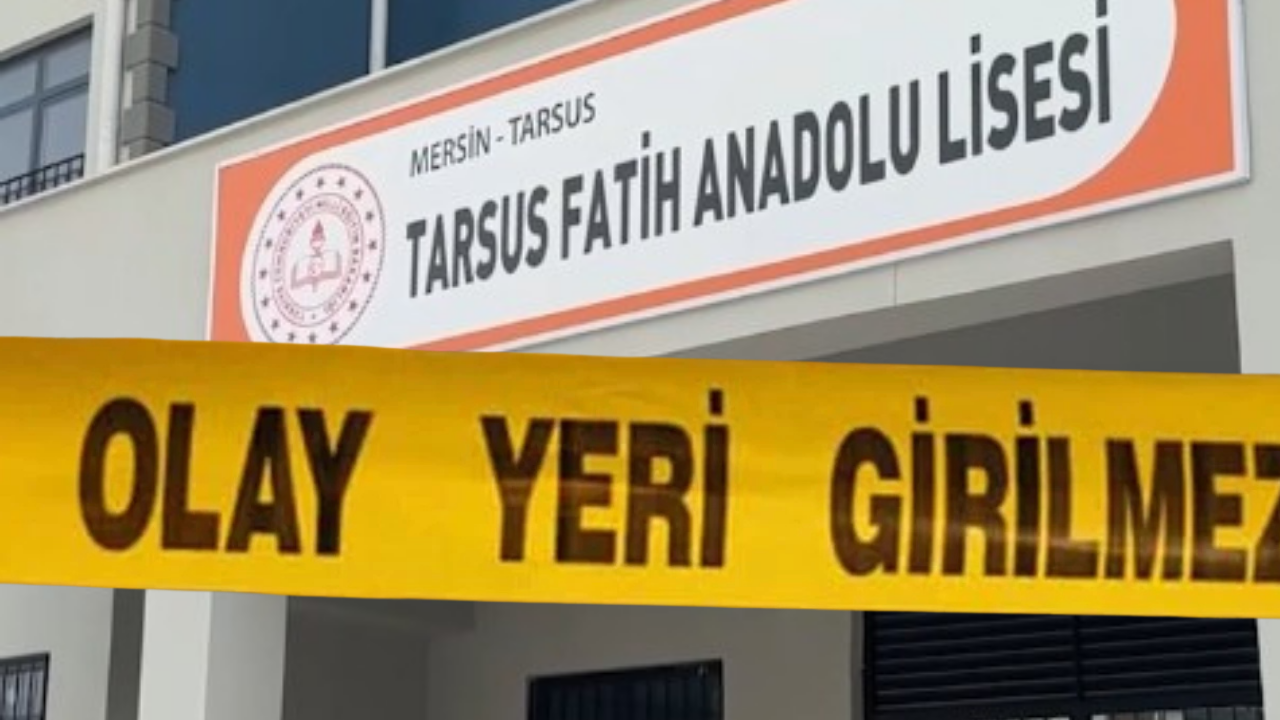 MERSİN - TARSUS
TARSUS FATİH ANADOLU LİSESİ
OLAY YERİ GİRİLMEZ